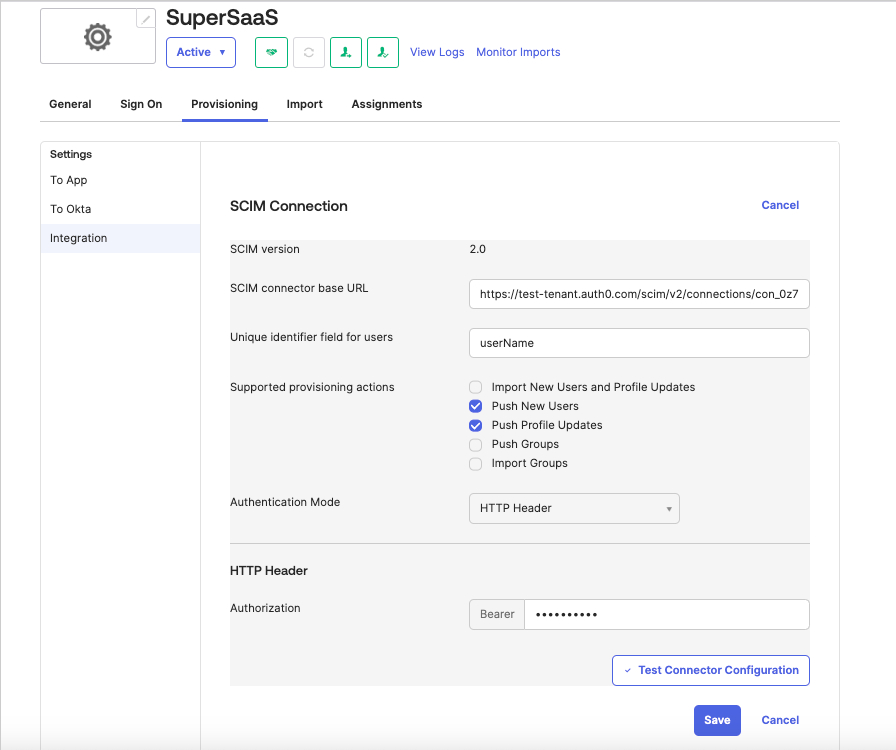 SuperSaaS
Active
View Logs
Monitor Imports
General
Sign On
Provisioning
Import
Assignments
Settings
To App
To Okta
Integration
SCIM Connection
Cancel
SCIM version
2.0
SCIM connector base URL
https://test-tenant.auth0.com/scim/v2/connections/con_0z7
Unique identifier field for users
userName
Supported provisioning actions
Import New Users and Profile Updates
Push New Users
Push Profile Updates
Push Groups
Import Groups
Authentication Mode
HTTP Header
HTTP Header
Authorization
Bearer
••••••••••
Test Connector Configuration
Save
Cancel